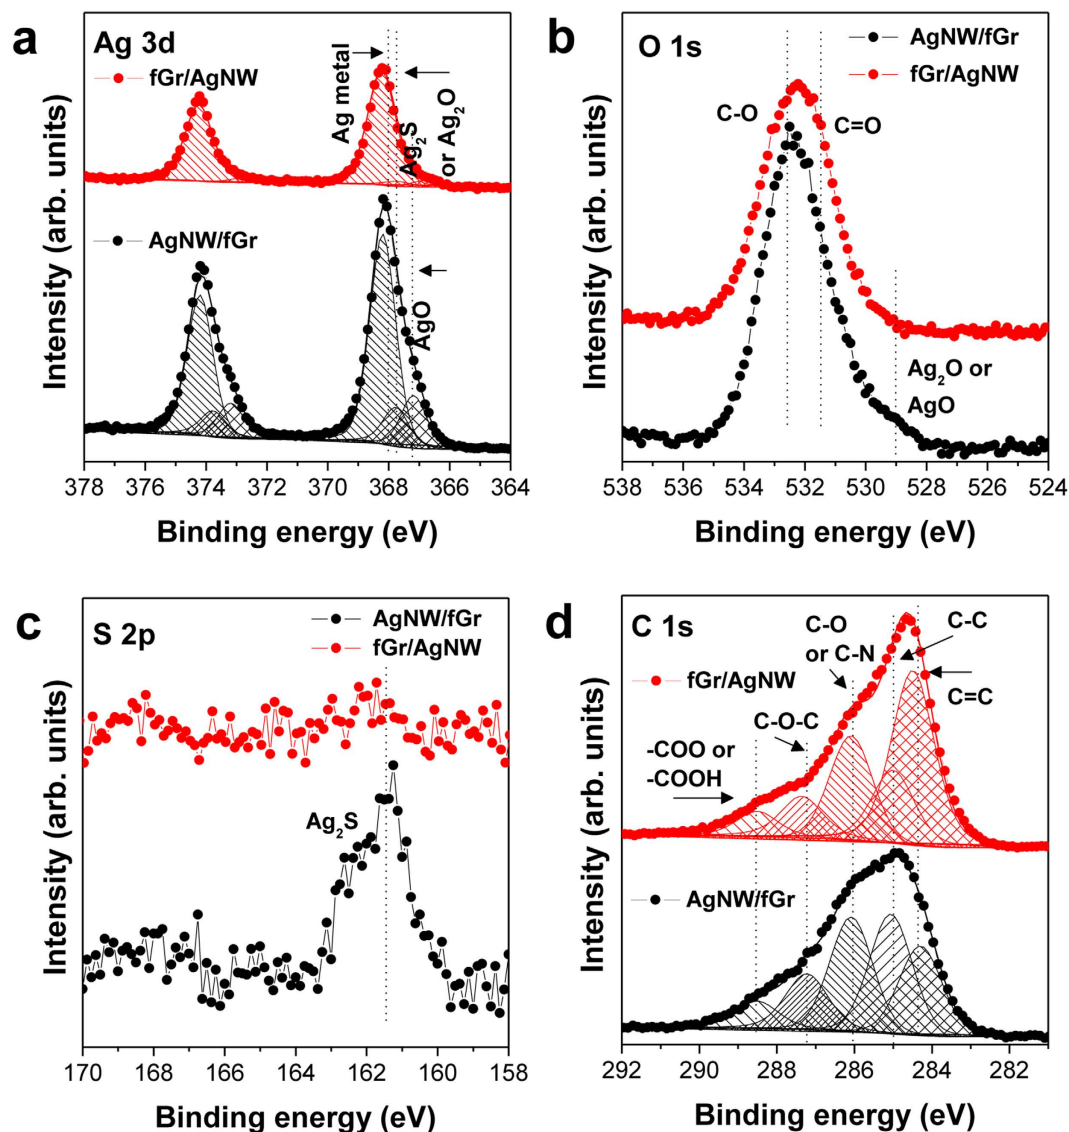 a
Ag 3d
fGr/AgNW
Ag metal
Ag₂S
or Ag₂O
AgNW/fGr
AgO
Intensity (arb. units)
378 376 374 372 370 368 366 364
Binding energy (eV)
b
O 1s
AgNW/fGr
fGr/AgNW
C-O
C=O
Ag₂O or
AgO
Intensity (arb. units)
538 536 534 532 530 528 526 524
Binding energy (eV)
c
S 2p
AgNW/fGr
fGr/AgNW
Ag₂S
Intensity (arb. units)
170 168 166 164 162 160 158
Binding energy (eV)
d
C 1s
C-O
or C-N
C-C
fGr/AgNW
C=C
C-O-C
-COO or
-COOH
AgNW/fGr
Intensity (arb. units)
292 290 288 286 284 282
Binding energy (eV)